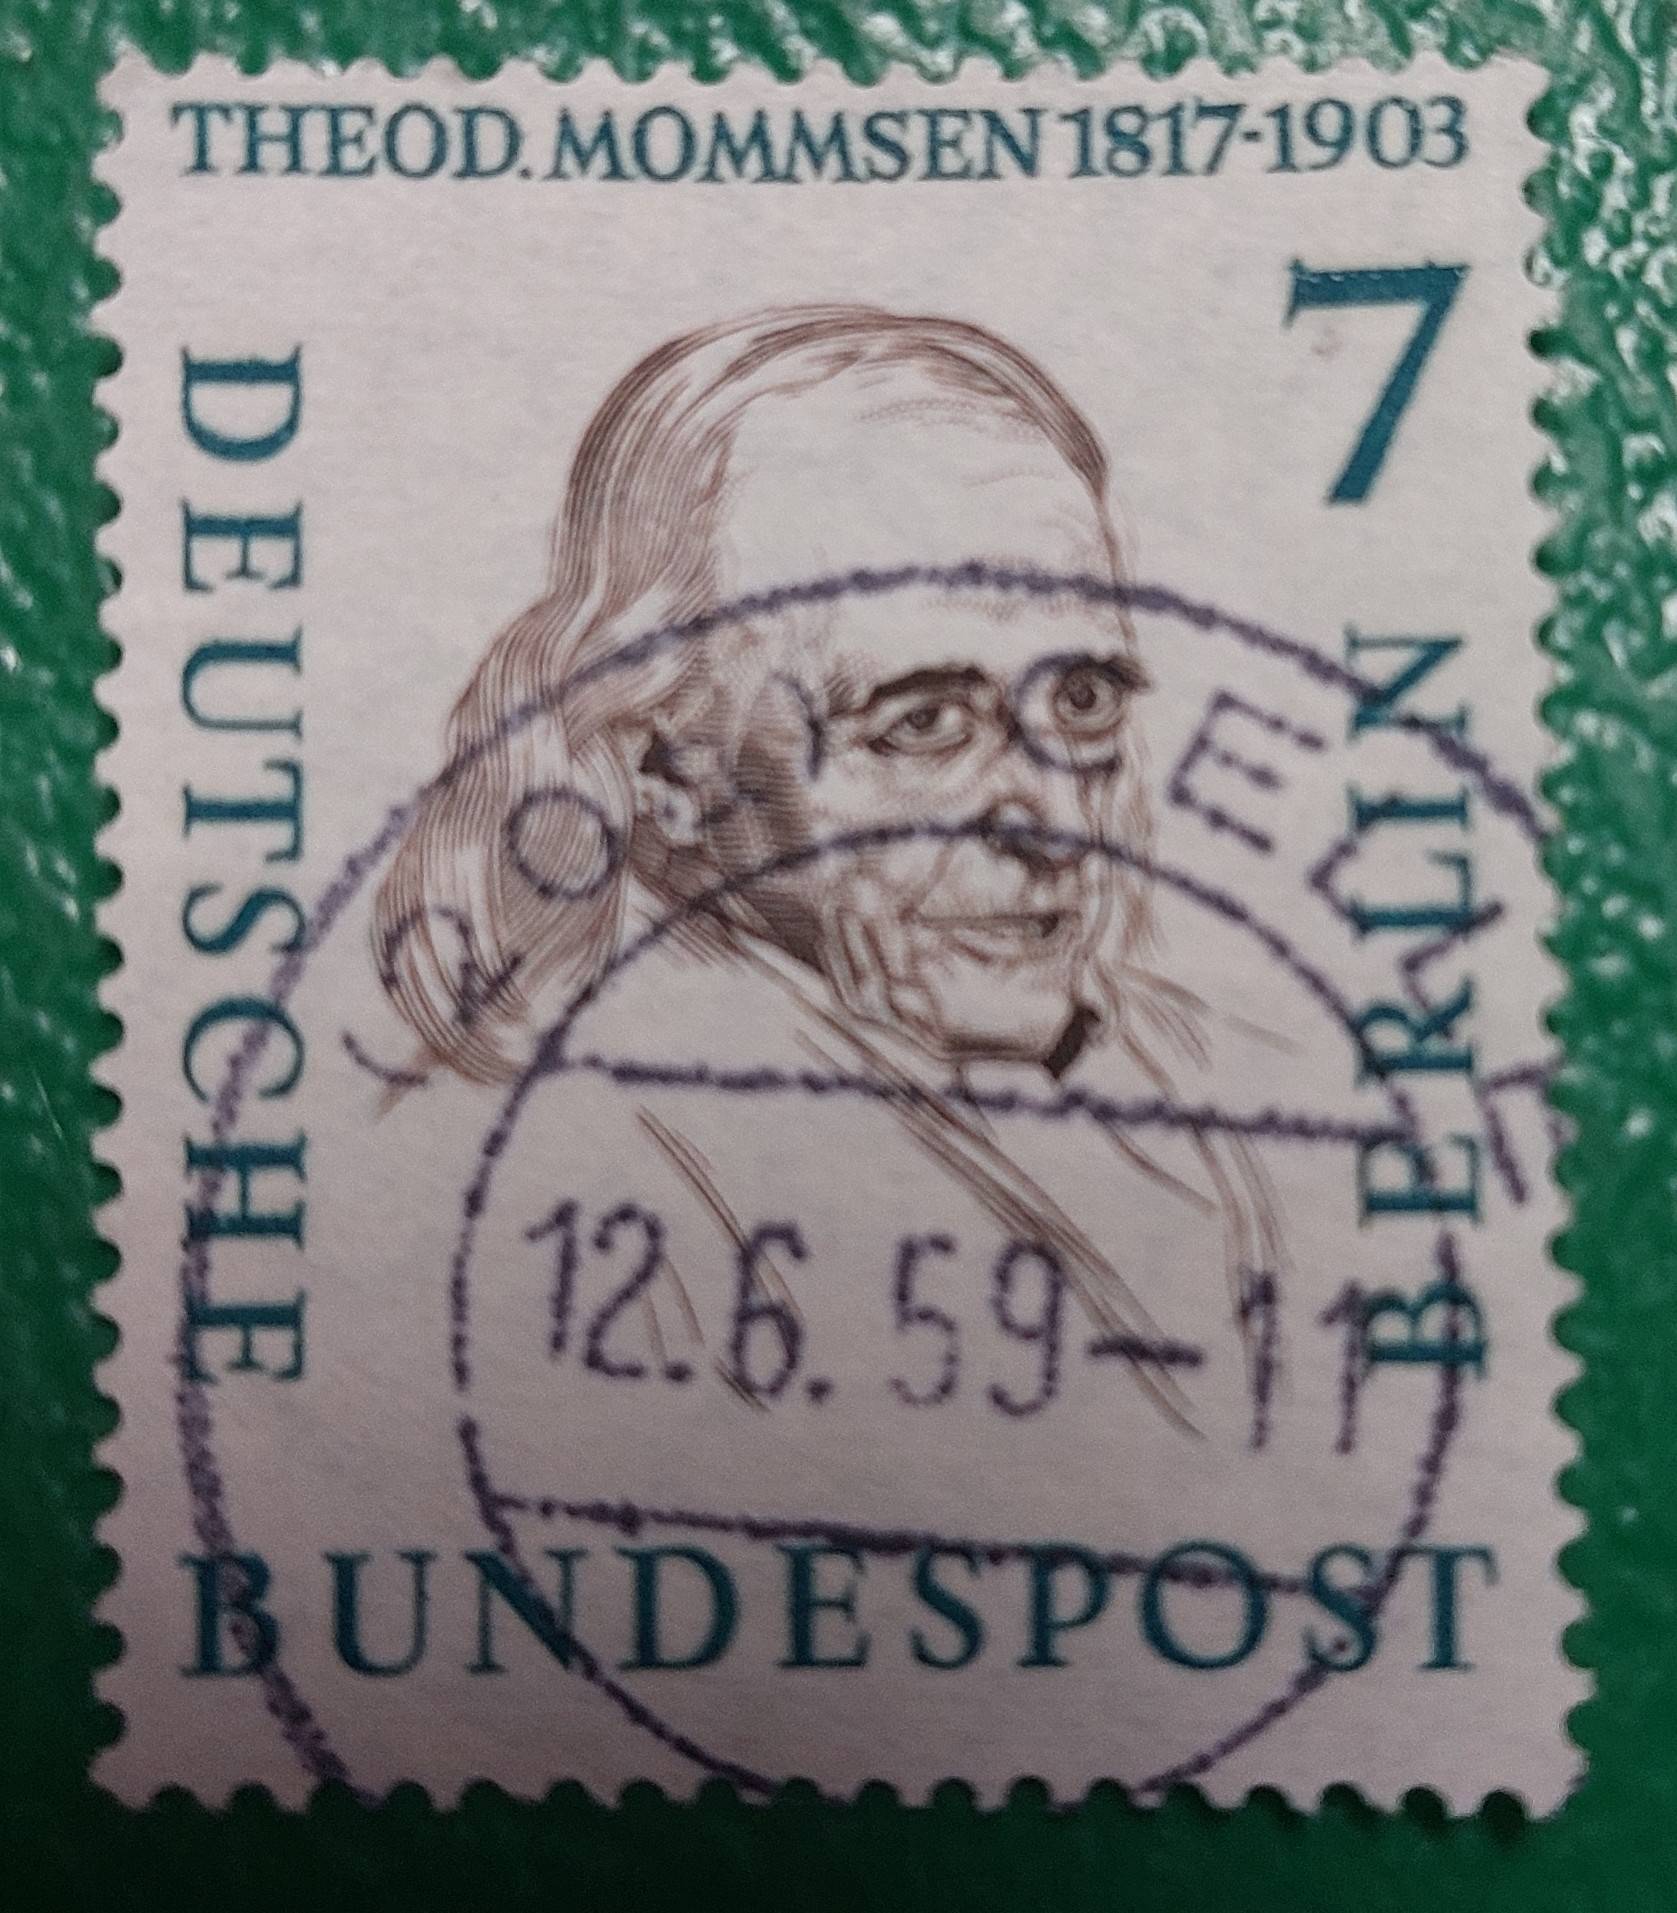 THEOD. MOMMSEN 1817-1903
7
DEUTSCHE
BERLIN
12.6.59-11
BUNDESPOST